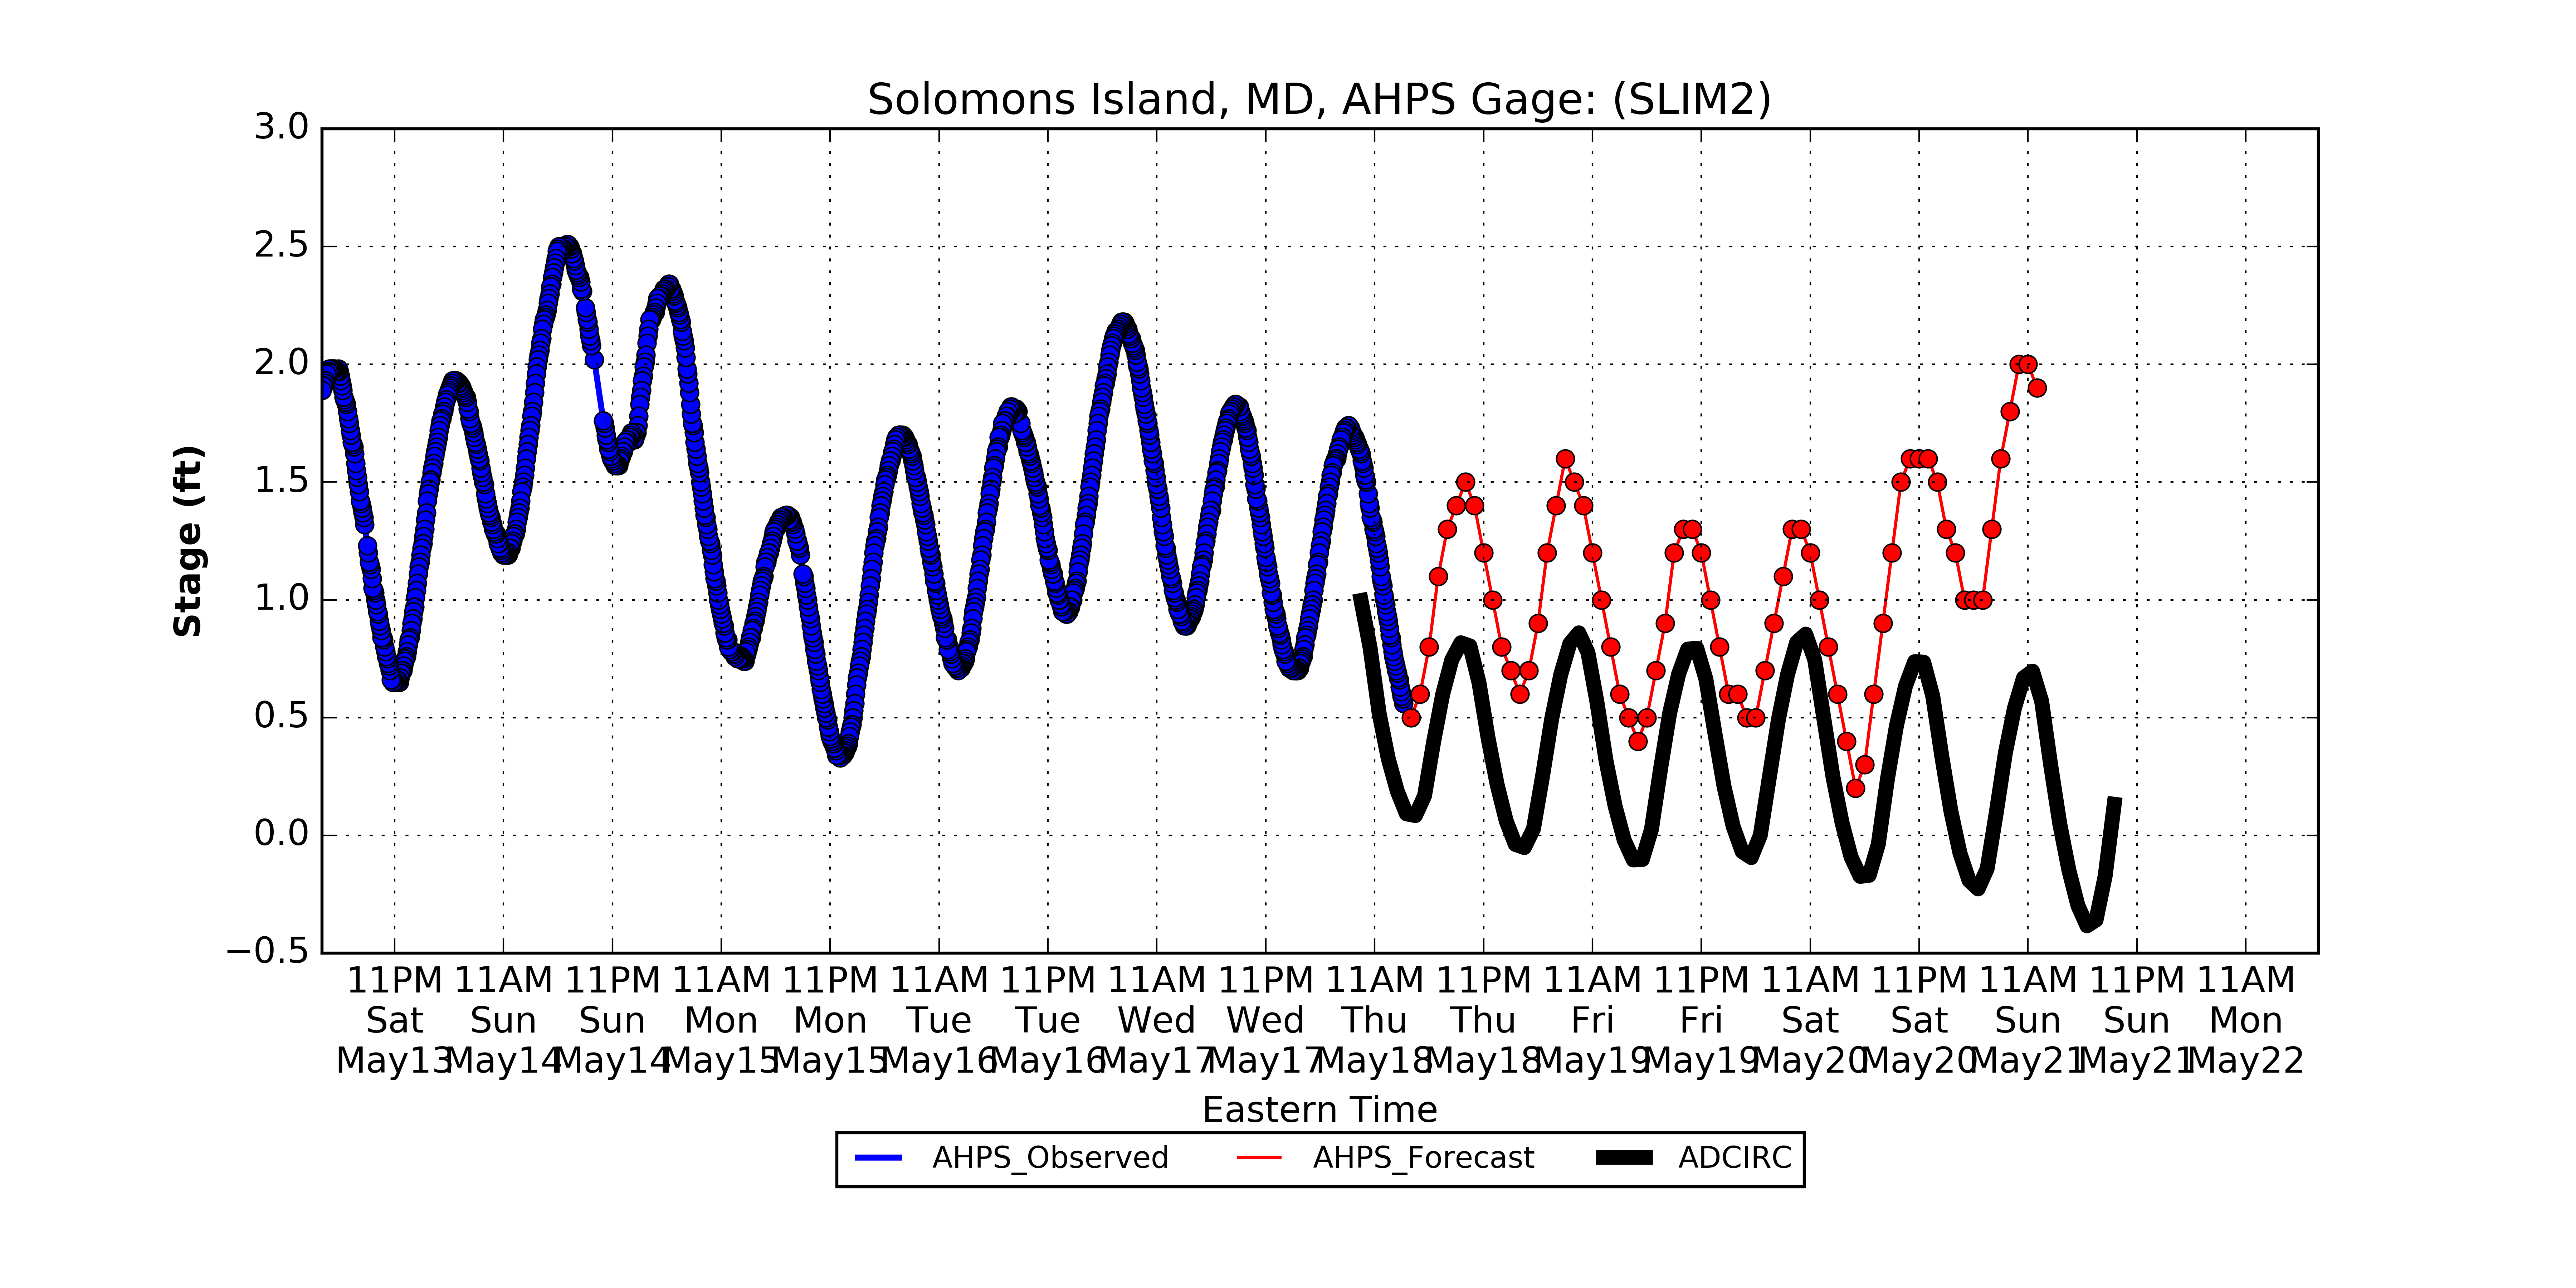 Solomons Island, MD, AHPS Gage: (SLIM2)
3.0
2.5
2.0
1.5
1.0
0.5
0.0
−0.5
Stage (ft)
11PM 11AM 11PM 11AM 11PM 11AM 11PM 11AM 11PM 11AM 11PM 11AM 11PM 11AM 11PM 11AM 11PM 11AM
Sat Sun Sun Mon Mon Tue Tue Wed Wed Thu Thu Fri Fri Sat Sat Sun Sun Mon
May13 May14 May14 May15 May15 May16 May16 May17 May17 May18 May18 May19 May19 May20 May20 May21 May21 May22
Eastern Time
AHPS_Observed AHPS_Forecast ADCIRC